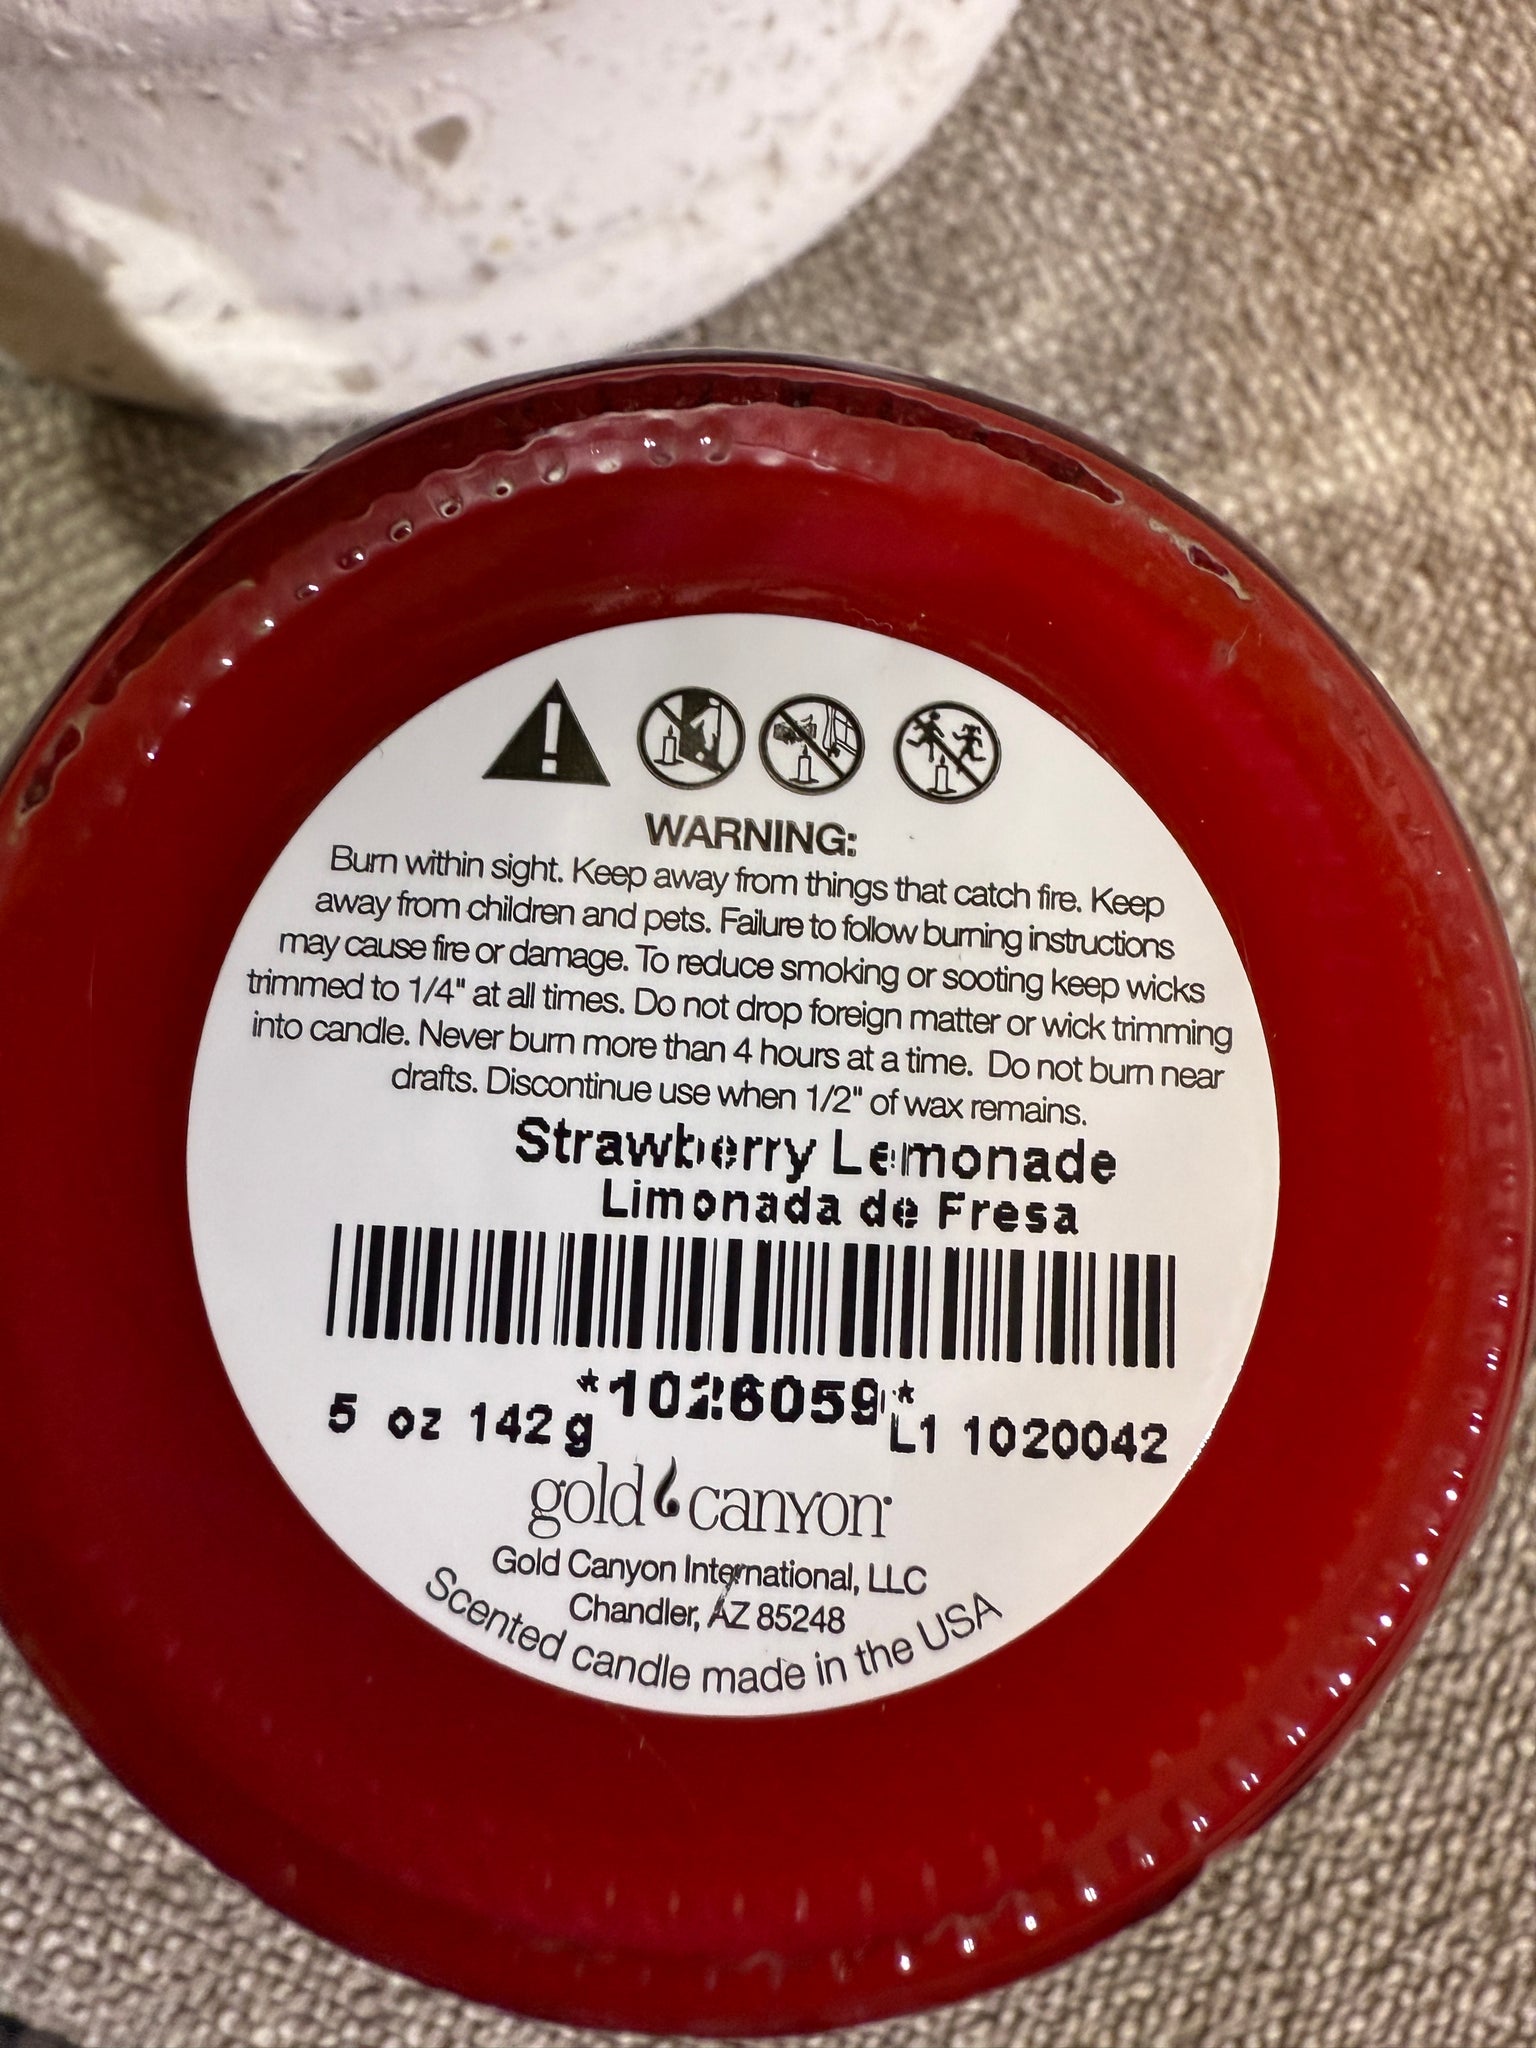 WARNING:
Burn within sight. Keep away from things that catch fire. Keep
away from children and pets. Failure to follow burning instructions
may cause fire or damage. To reduce smoking or sooting keep wicks
trimmed to 1/4" at all times. Do not drop foreign matter or wick trimming
into candle. Never burn more than 4 hours at a time. Do not burn near
drafts. Discontinue use when 1/2" of wax remains.
Strawberry Lemonade
Limonada de Fresa
*1026059*
5 oz 142g L1 1020042
gold canyon
Gold Canyon International, LLC
Chandler, AZ 85248
Scented candle made in the USA